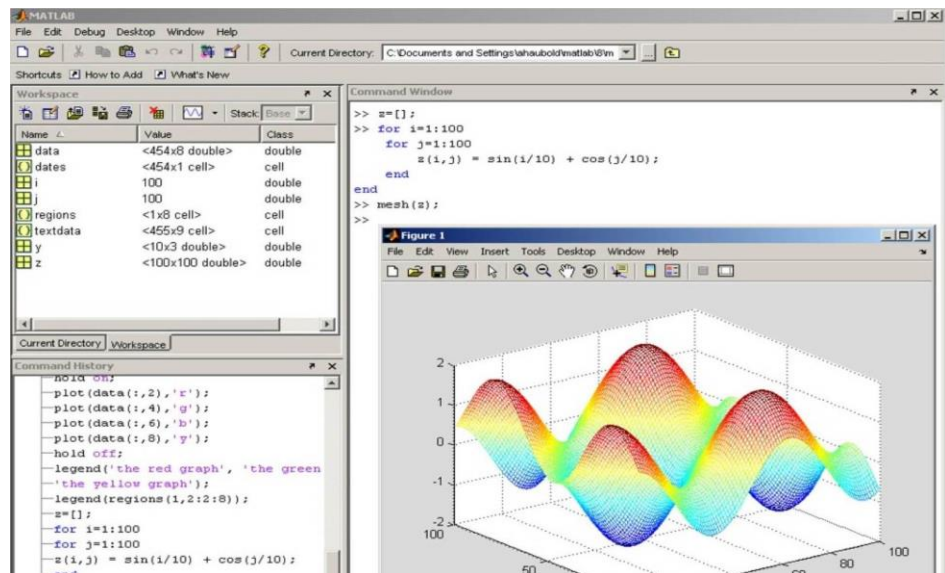 MATLAB
File Edit Debug Desktop Window Help
Current Directory: C:\Documents and Settings\ahaubold\matlab\8\m
Shortcuts How to Add What's New
Workspace
Stack: Base
Name Value Class
data <454x8 double> double
dates <454x1 cell> cell
i 100 double
j 100 double
regions <1x8 cell> cell
textdata <455x9 cell> cell
y <10x3 double> double
z <100x100 double> double
Current Directory Workspace
Command History
hold on;
plot(data(:,2),'r');
plot(data(:,4),'g');
plot(data(:,6),'b');
plot(data(:,8),'y');
hold off;
legend('the red graph', 'the green
'the yellow graph');
legend(regions(1,2:2:8));
z=[];
for i=1:100
for j=1:100
z(i,j) = sin(i/10) + cos(j/10);
end
Command Window
>> z=[];
>> for i=1:100
for j=1:100
z(i,j) = sin(i/10) + cos(j/10);
end
end
>> mesh(z);
>>
Figure 1
File Edit View Insert Tools Desktop Window Help
2
1
0
-1
-2
100
50
60
80
100